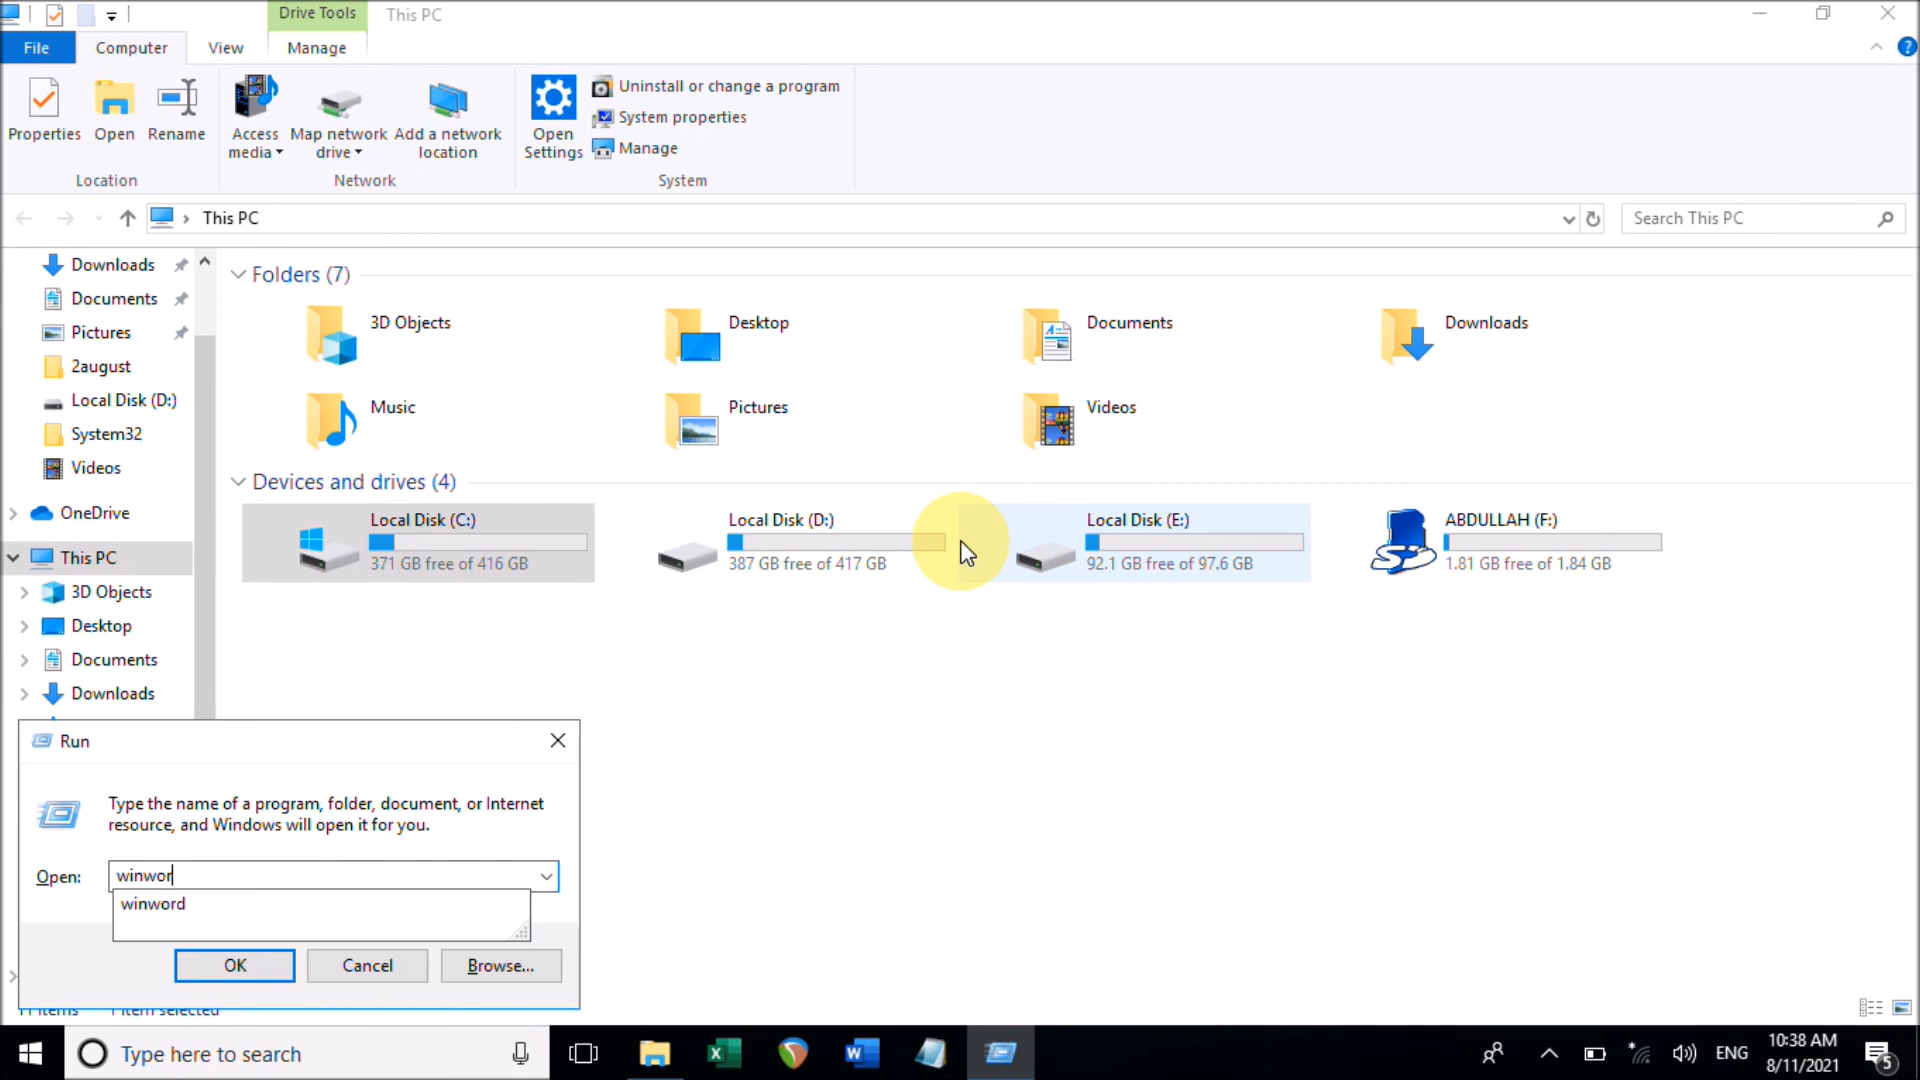 Drive Tools
This PC
File
Computer
View
Manage
Properties
Open
Rename
Access media
Map network drive
Add a network location
Open Settings
Uninstall or change a program
System properties
Manage
Location
Network
System
This PC
Search This PC
Downloads
Documents
Pictures
2august
Local Disk (D:)
System32
Videos
OneDrive
This PC
3D Objects
Desktop
Documents
Downloads
Folders (7)
3D Objects
Desktop
Documents
Downloads
Music
Pictures
Videos
Devices and drives (4)
Local Disk (C:)
371 GB free of 416 GB
Local Disk (D:)
387 GB free of 417 GB
Local Disk (E:)
92.1 GB free of 97.6 GB
ABDULLAH (F:)
1.81 GB free of 1.84 GB
Run
Type the name of a program, folder, document, or Internet
resource, and Windows will open it for you.
Open:
winwor
winword
OK
Cancel
Browse...
11 items
1 item selected
Type here to search
ENG
10:38 AM
8/11/2021
5